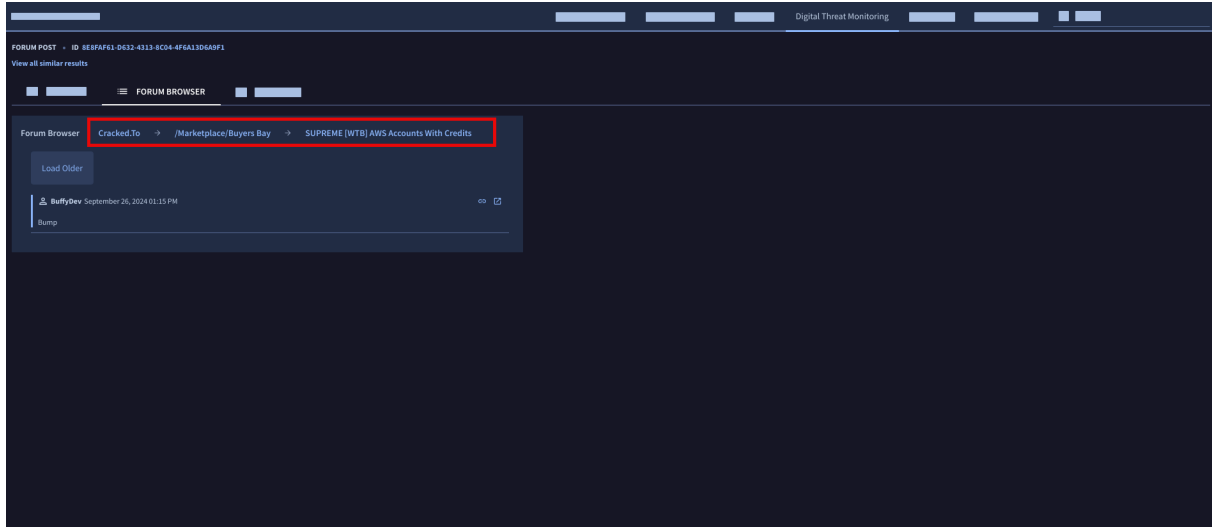 Digital Threat Monitoring
FORUM POST • ID 8E8FAF61-D632-4313-8C04-4F6A13D6A9F1
View all similar results
FORUM BROWSER
Forum Browser Cracked.To → /Marketplace/Buyers Bay → SUPREME [WTB] AWS Accounts With Credits
Load Older
BuffyDev September 26, 2024 01:15 PM
Bump